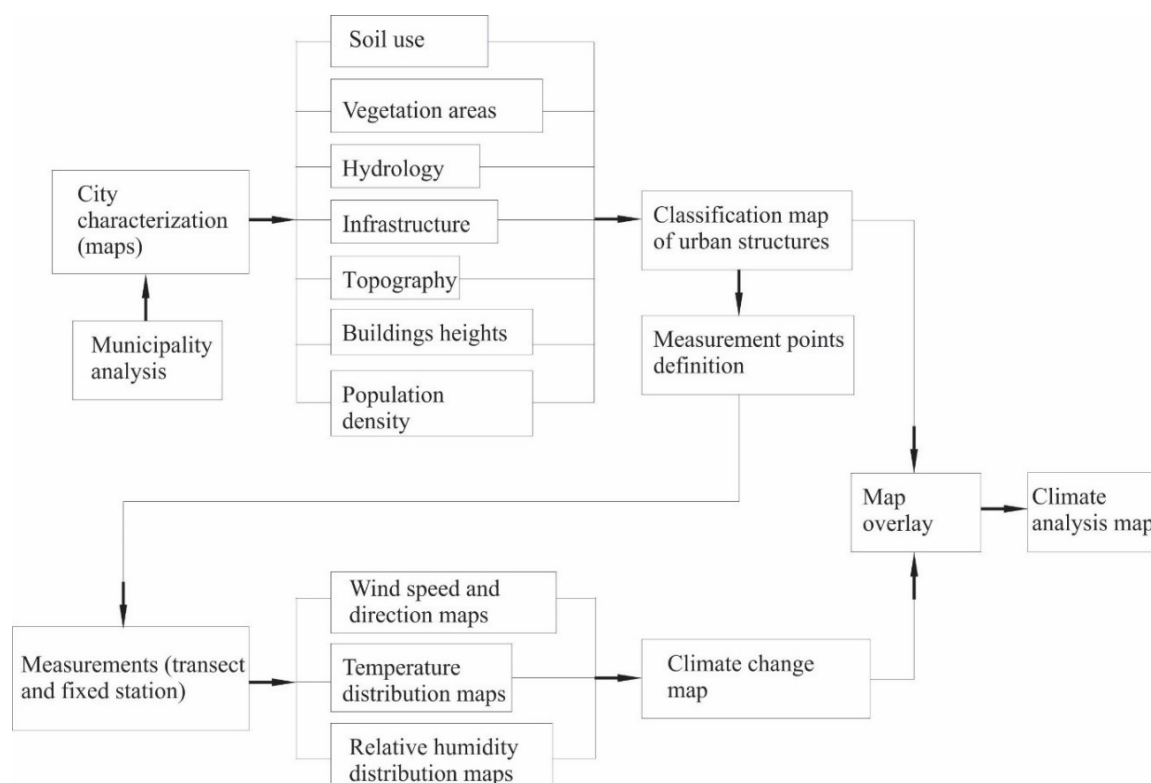 Soil use
Vegetation areas
Hydrology
City
characterization
(maps)
Infrastructure
Classification map
of urban structures
Topography
Municipality
analysis
Buildings heights
Measurement points
definition
Population
density
Map
overlay
Climate
analysis map
Wind speed and
direction maps
Measurements (transect
and fixed station)
Temperature
distribution maps
Climate change
map
Relative humidity
distribution maps